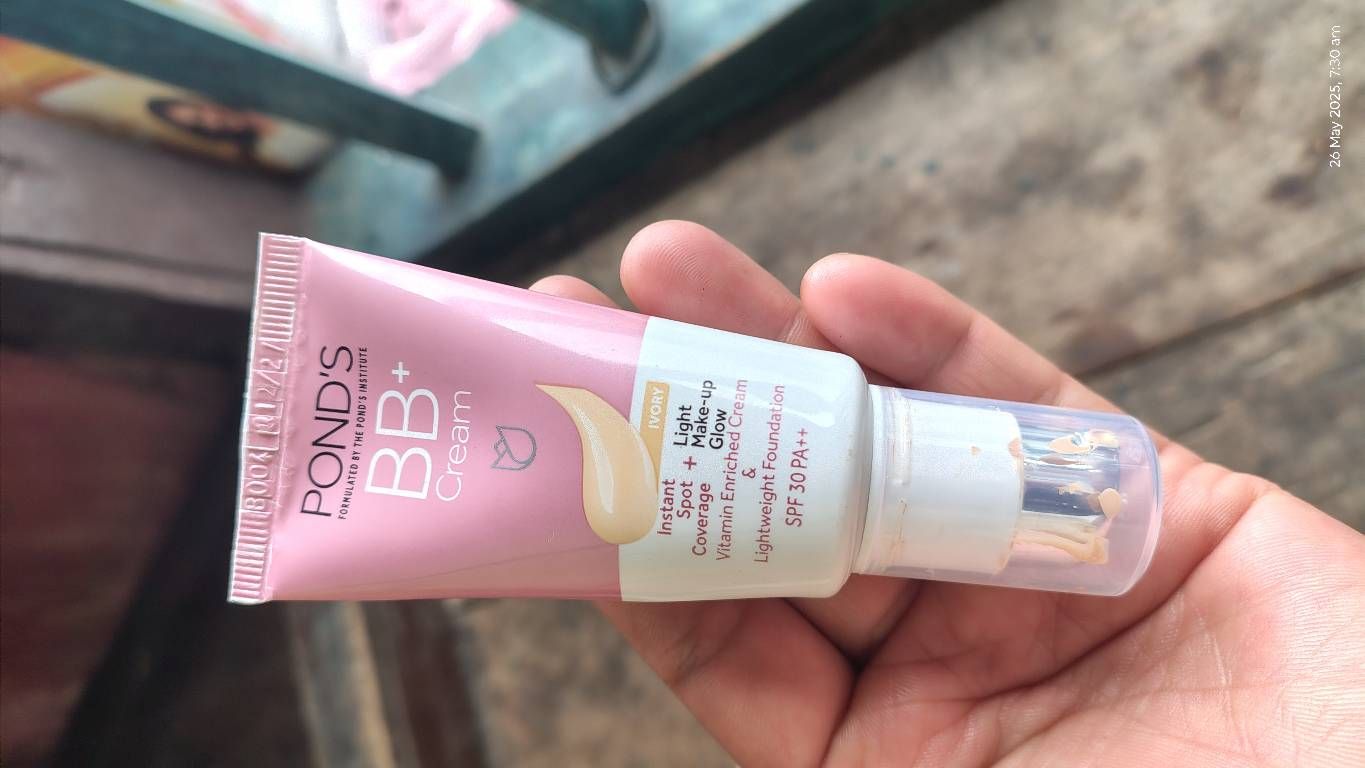 POND'S
FORMULATED BY THE POND'S INSTITUTE
BB+
Cream
IVORY
Instant
Spot + Light
Coverage Make-up
Glow
Vitamin Enriched Cream
&
Lightweight Foundation
SPF 30 PA++
26 May 2025, 7:30 am